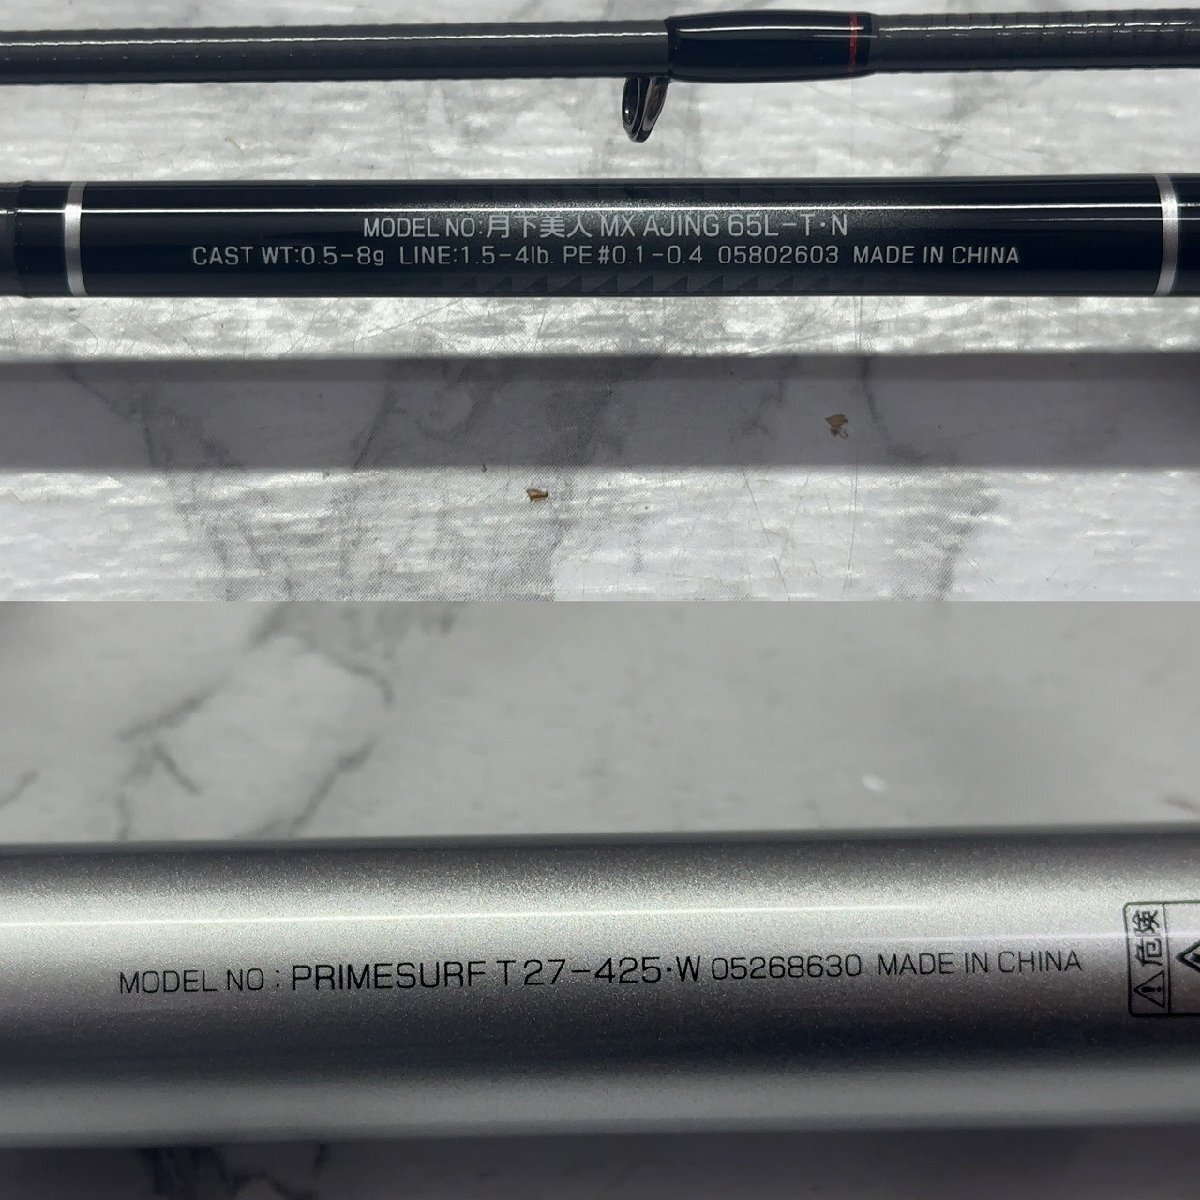 MODEL NO:月下美人 MX AJING 65L-T・N
CAST WT:0.5-8g LINE:1.5-4lb. PE#0.1-0.4 05802603 MADE IN CHINA
MODEL NO : PRIMESURF T 27-425・W 05268630 MADE IN CHINA
危険